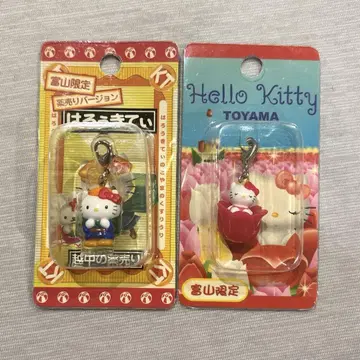 富山限定
薬売りバージョン
はろうきてぃ
越中の薬売り
KT
Hello Kitty
TOYAMA
富山限定